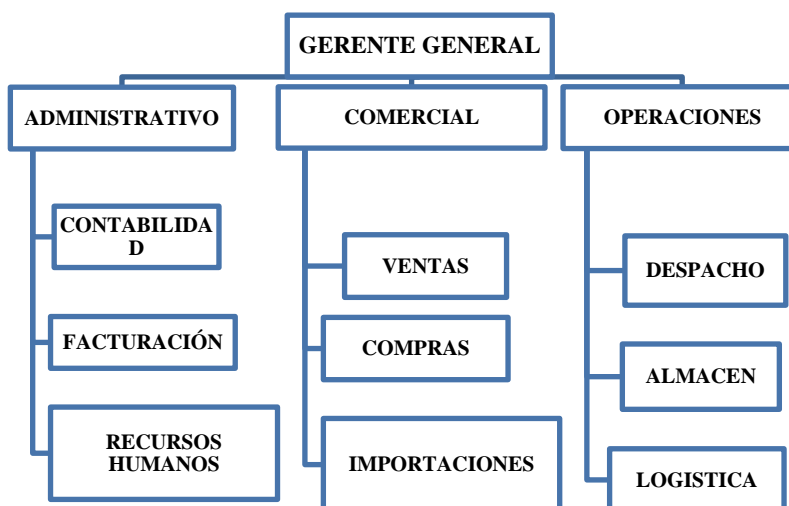 GERENTE GENERAL
ADMINISTRATIVO
COMERCIAL
OPERACIONES
CONTABILIDA
D
FACTURACIÓN
RECURSOS
HUMANOS
VENTAS
COMPRAS
IMPORTACIONES
DESPACHO
ALMACEN
LOGISTICA